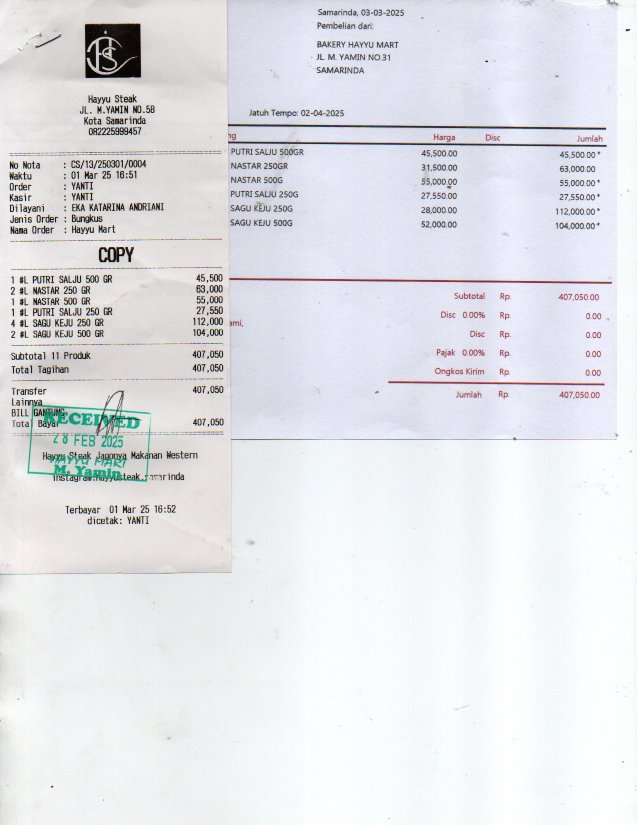 HS
Hayyu Steak
JL. M.YAMIN NO.58
Kota Samarinda
082225999457
No Nota : CS/13/250301/0004
Waktu : 01 Mar 25 16:51
Order : YANTI
Kasir : YANTI
Dilayani : EKA KATARINA ANDRIANI
Jenis Order : Bungkus
Nama Order : Hayyu Mart
COPY
1 #L PUTRI SALJU 500 GR 45,500
2 #L NASTAR 250 GR 63,000
1 #L NASTAR 500 GR 55,000
1 #L PUTRI SALJU 250 GR 27,550
4 #L SAGU KEJU 250 GR 112,000
2 #L SAGU KEJU 500 GR 104,000
Subtotal 11 Produk 407,050
Total Tagihan 407,050
Transfer 407,050
Lainnya
BILL GANTUNG
Total Bayar 407,050
RECEIVED
28 FEB 2025
HAYYU MART
M. Yamin
Hayyu Steak Jagonya Makanan Western
instagram:hayyusteak.samarinda
Terbayar 01 Mar 25 16:52
dicetak: YANTI
Samarinda, 03-03-2025
Pembelian dari:
BAKERY HAYYU MART
JL. M. YAMIN NO.31
SAMARINDA
Jatuh Tempo: 02-04-2025
ng Harga Disc Jumlah
PUTRI SALJU 500GR 45,500.00 45,500.00 *
NASTAR 250GR 31,500.00 63,000.00
NASTAR 500G 55,000.00 55,000.00 *
PUTRI SALJU 250G 27,550.00 27,550.00 *
SAGU KEJU 250G 28,000.00 112,000.00 *
SAGU KEJU 500G 52,000.00 104,000.00 *
Subtotal Rp. 407,050.00
ami, Disc 0.00% Rp. 0.00
Disc Rp. 0.00
Pajak 0.00% Rp. 0.00
Ongkos Kirim Rp. 0.00
Jumlah Rp. 407,050.00